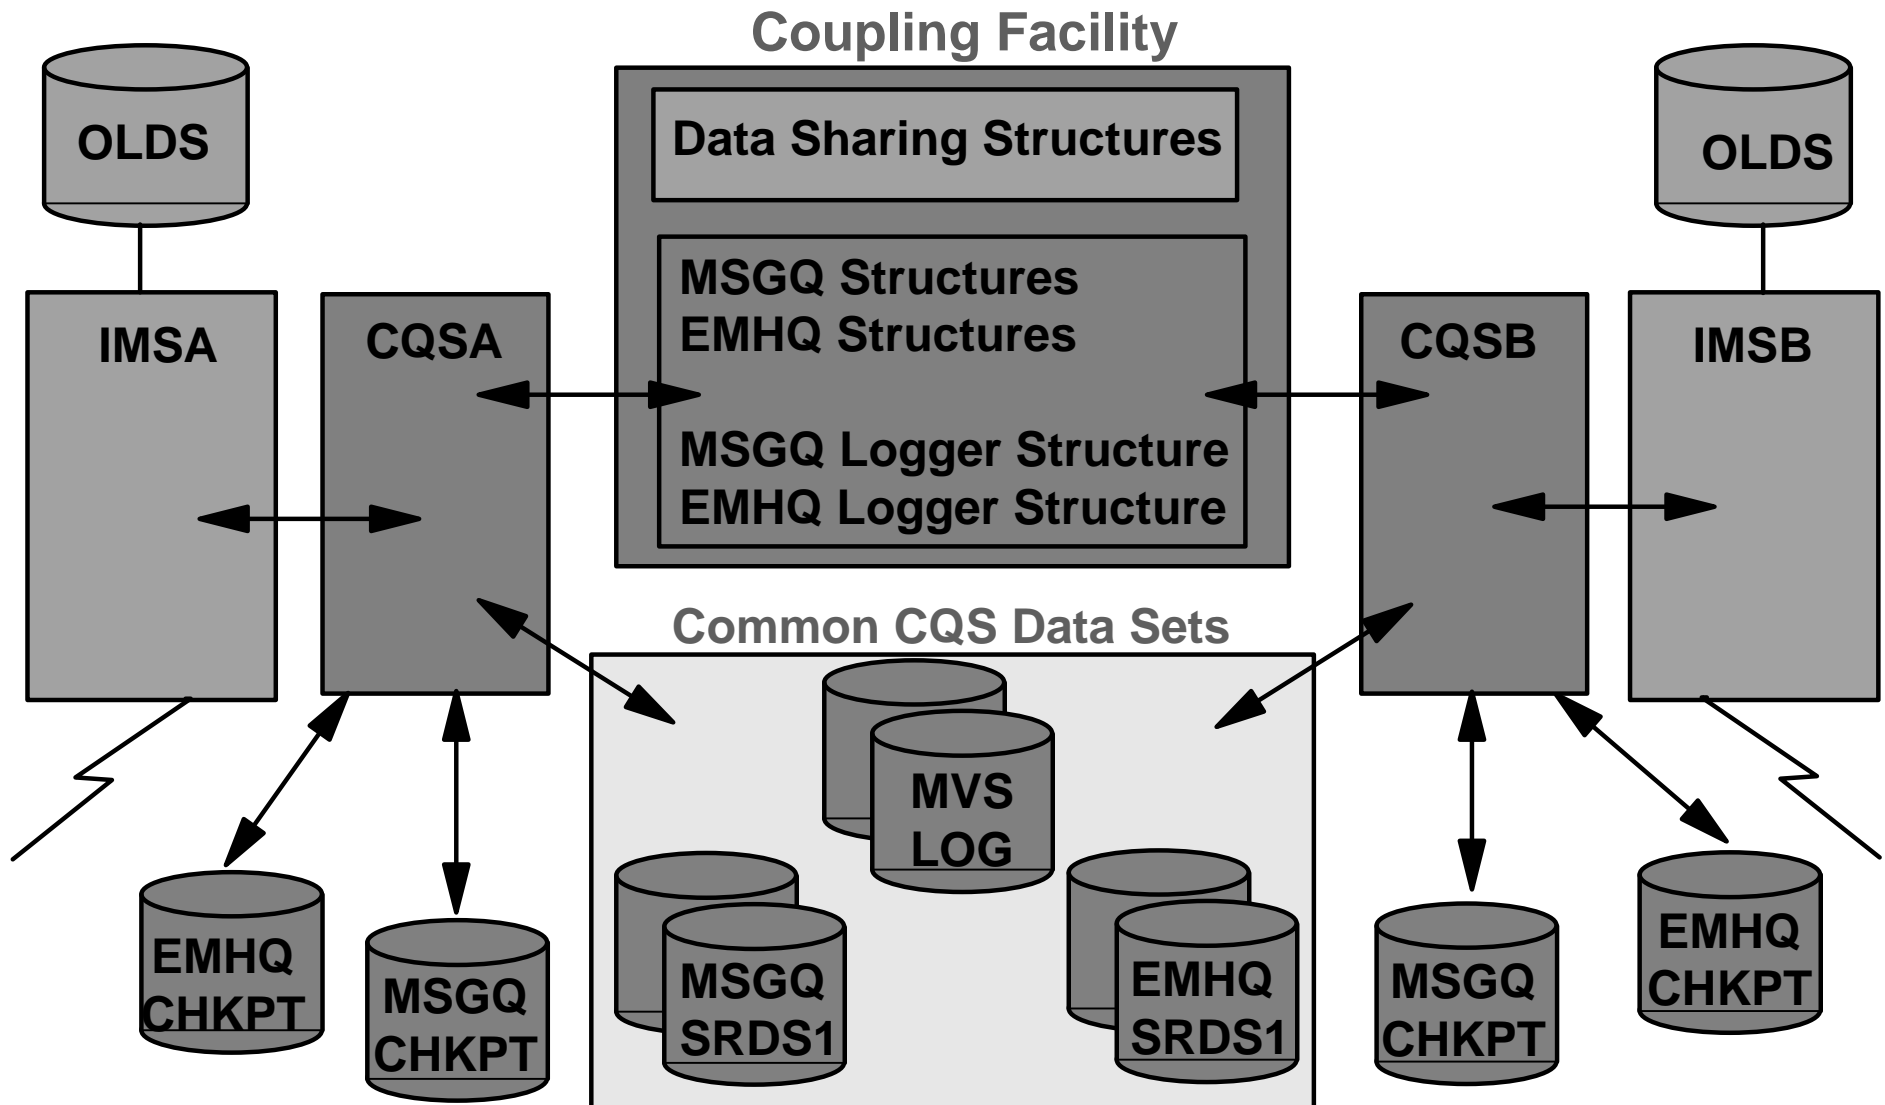 Coupling Facility
OLDS
Data Sharing Structures
OLDS
MSGQ Structures
EMHQ Structures
MSGQ Logger Structure
EMHQ Logger Structure
IMSA
CQSA
CQSB
IMSB
Common CQS Data Sets
MVS
LOG
EMHQ
CHKPT
MSGQ
CHKPT
MSGQ
SRDS1
EMHQ
SRDS1
MSGQ
CHKPT
EMHQ
CHKPT